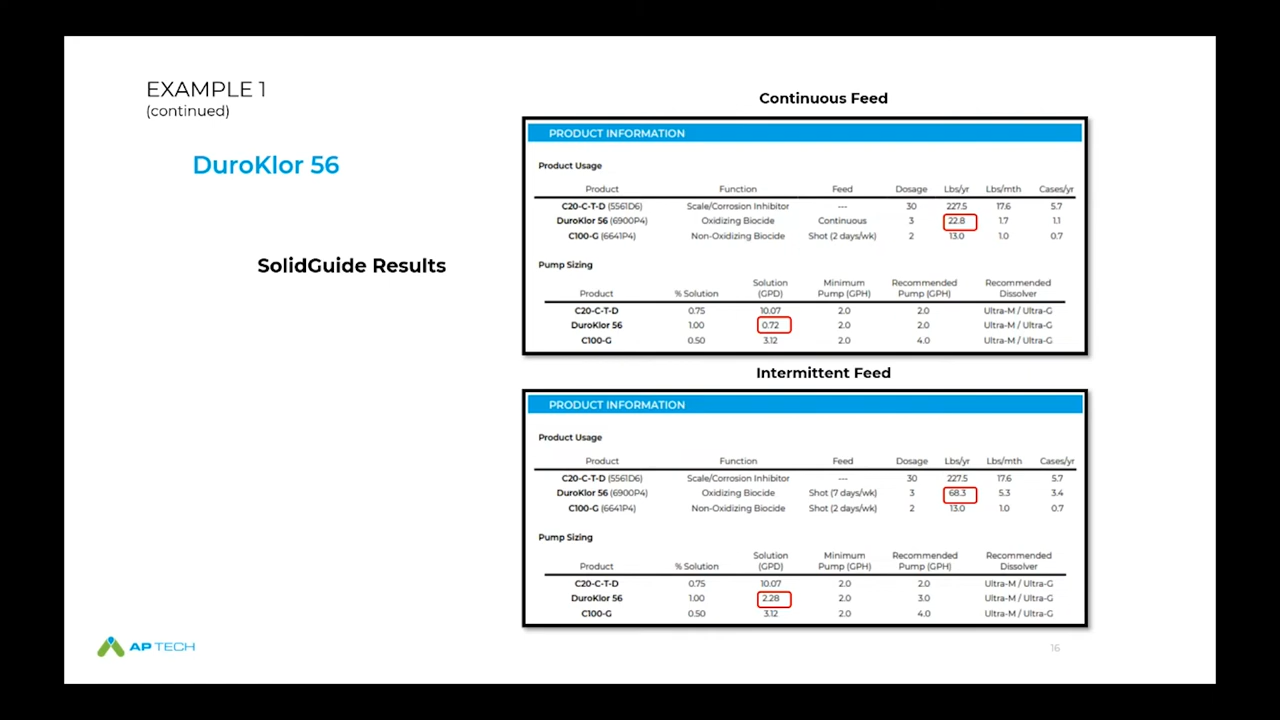 EXAMPLE 1
(continued)
DuroKlor 56
SolidGuide Results
Continuous Feed
PRODUCT INFORMATION
Product Usage
Product Function Feed Dosage Lbs/yr Lbs/mth Cases/yr
C20-C-T-D (5561D6) Scale/Corrosion Inhibitor --- 30 227.5 17.6 5.7
DuroKlor 56 (6900P4) Oxidizing Biocide Continuous 3 22.8 1.7 1.1
C100-G (6641P4) Non-Oxidizing Biocide Shot (2 days/wk) 2 13.0 1.0 0.7
Pump Sizing
Product % Solution Solution (GPD) Minimum Pump (GPH) Recommended Pump (GPH) Recommended Dissolver
C20-C-T-D 0.75 10.07 2.0 2.0 Ultra-M / Ultra-G
DuroKlor 56 1.00 0.72 2.0 2.0 Ultra-M / Ultra-G
C100-G 0.50 3.12 2.0 4.0 Ultra-M / Ultra-G
Intermittent Feed
PRODUCT INFORMATION
Product Usage
Product Function Feed Dosage Lbs/yr Lbs/mth Cases/yr
C20-C-T-D (5561D6) Scale/Corrosion Inhibitor --- 30 227.5 17.6 5.7
DuroKlor 56 (6900P4) Oxidizing Biocide Shot (7 days/wk) 3 68.3 5.3 3.4
C100-G (6641P4) Non-Oxidizing Biocide Shot (2 days/wk) 2 13.0 1.0 0.7
Pump Sizing
Product % Solution Solution (GPD) Minimum Pump (GPH) Recommended Pump (GPH) Recommended Dissolver
C20-C-T-D 0.75 10.07 2.0 2.0 Ultra-M / Ultra-G
DuroKlor 56 1.00 2.28 2.0 3.0 Ultra-M / Ultra-G
C100-G 0.50 3.12 2.0 4.0 Ultra-M / Ultra-G
AP TECH
16